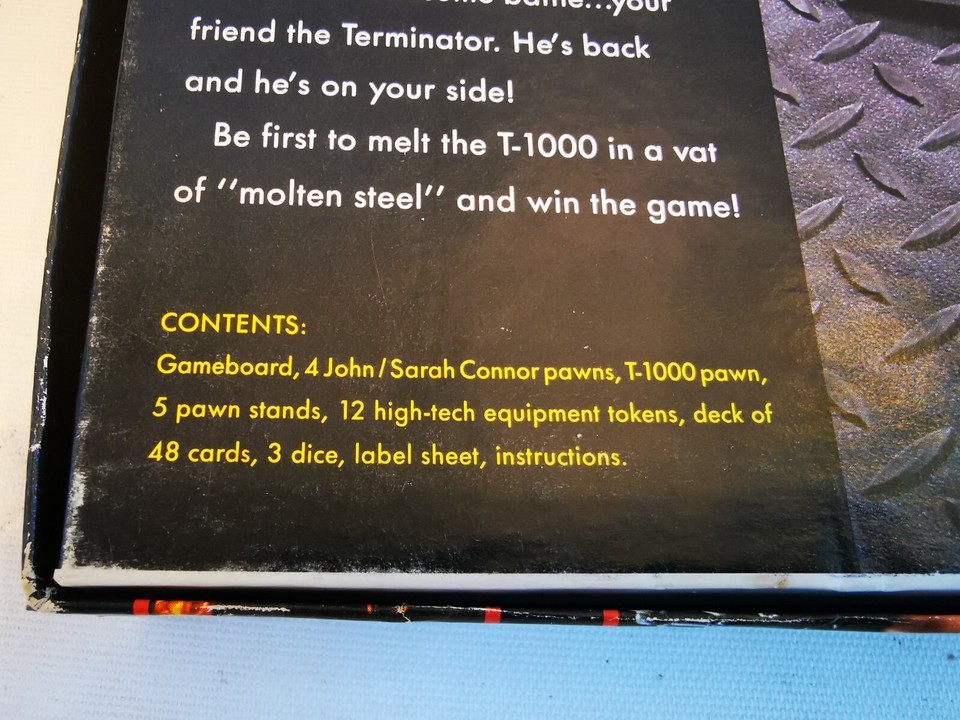 your
friend the Terminator. He's back
and he's on your side!
Be first to melt the T-1000 in a vat
of "molten steel" and win the game!
CONTENTS:
Gameboard, 4 John/Sarah Connor pawns, T-1000 pawn,
5 pawn stands, 12 high-tech equipment tokens, deck of
48 cards, 3 dice, label sheet, instructions.